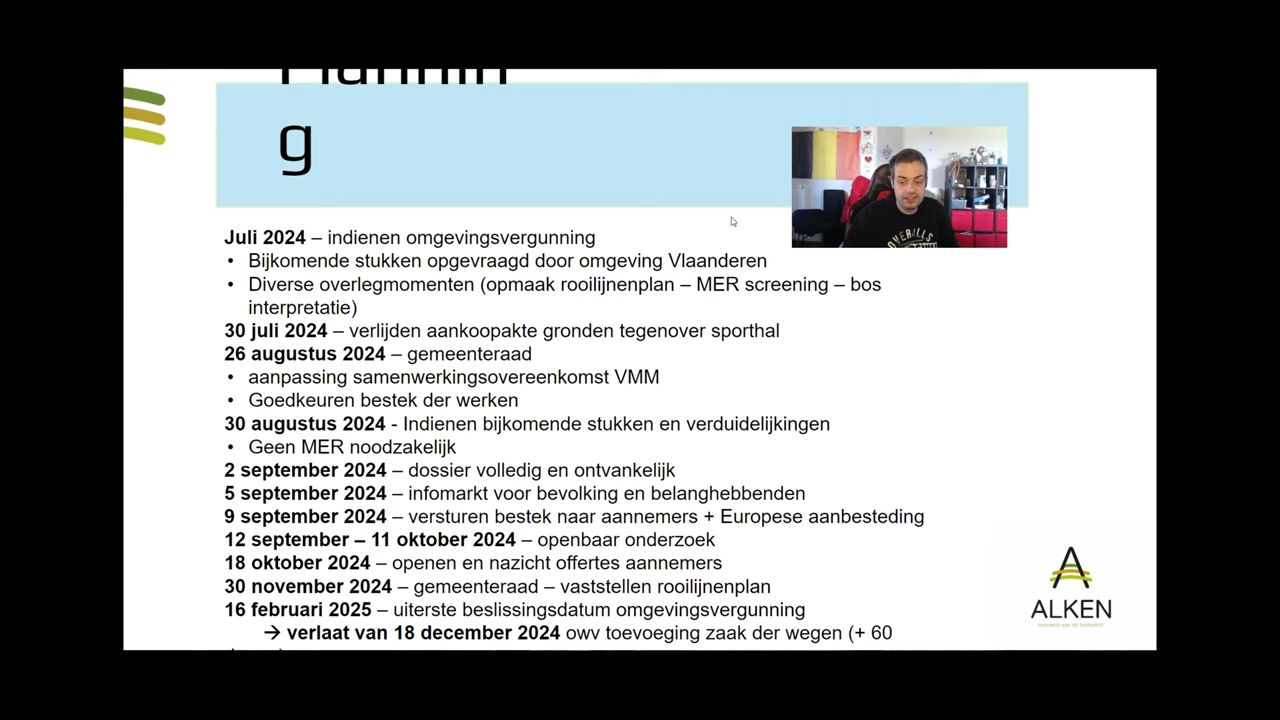 Planning
Juli 2024 – indienen omgevingsvergunning
• Bijkomende stukken opgevraagd door omgeving Vlaanderen
• Diverse overlegmomenten (opmaak rooilijnenplan – MER screening – bos
interpretatie)
30 juli 2024 – verlijden aankoopakte gronden tegenover sporthal
26 augustus 2024 – gemeenteraad
• aanpassing samenwerkingsovereenkomst VMM
• Goedkeuren bestek der werken
30 augustus 2024 - Indienen bijkomende stukken en verduidelijkingen
• Geen MER noodzakelijk
2 september 2024 – dossier volledig en ontvankelijk
5 september 2024 – infomarkt voor bevolking en belanghebbenden
9 september 2024 – versturen bestek naar aannemers + Europese aanbesteding
12 september – 11 oktober 2024 – openbaar onderzoek
18 oktober 2024 – openen en nazicht offertes aannemers
30 november 2024 – gemeenteraad – vaststellen rooilijnenplan
16 februari 2025 – uiterste beslissingsdatum omgevingsvergunning
→ verlaat van 18 december 2024 owv toevoeging zaak der wegen (+ 60
OVERALLS
ALKEN